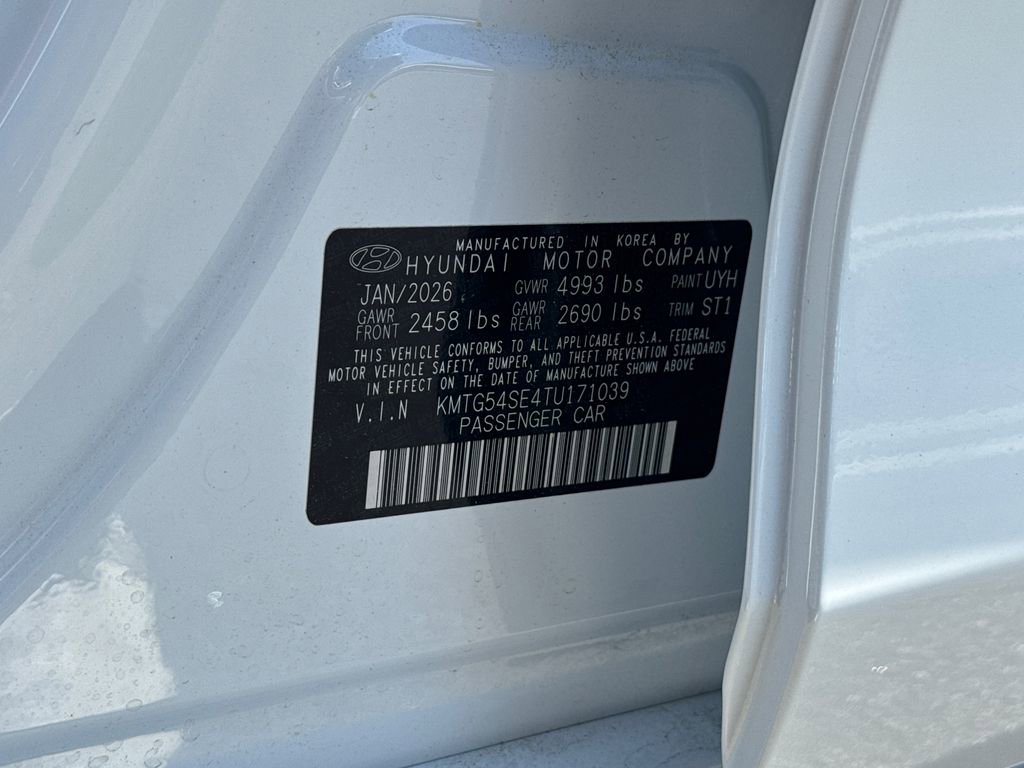 MANUFACTURED IN KOREA BY
HYUNDAI MOTOR COMPANY
JAN/2026 GVWR 4993 lbs PAINT UYH
GAWR FRONT 2458 lbs GAWR REAR 2690 lbs TRIM ST1
THIS VEHICLE CONFORMS TO ALL APPLICABLE U.S.A. FEDERAL
MOTOR VEHICLE SAFETY, BUMPER, AND THEFT PREVENTION STANDARDS
IN EFFECT ON THE DATE OF MANUFACTURE SHOWN ABOVE
V.I.N KMTG54SE4TU171039
PASSENGER CAR